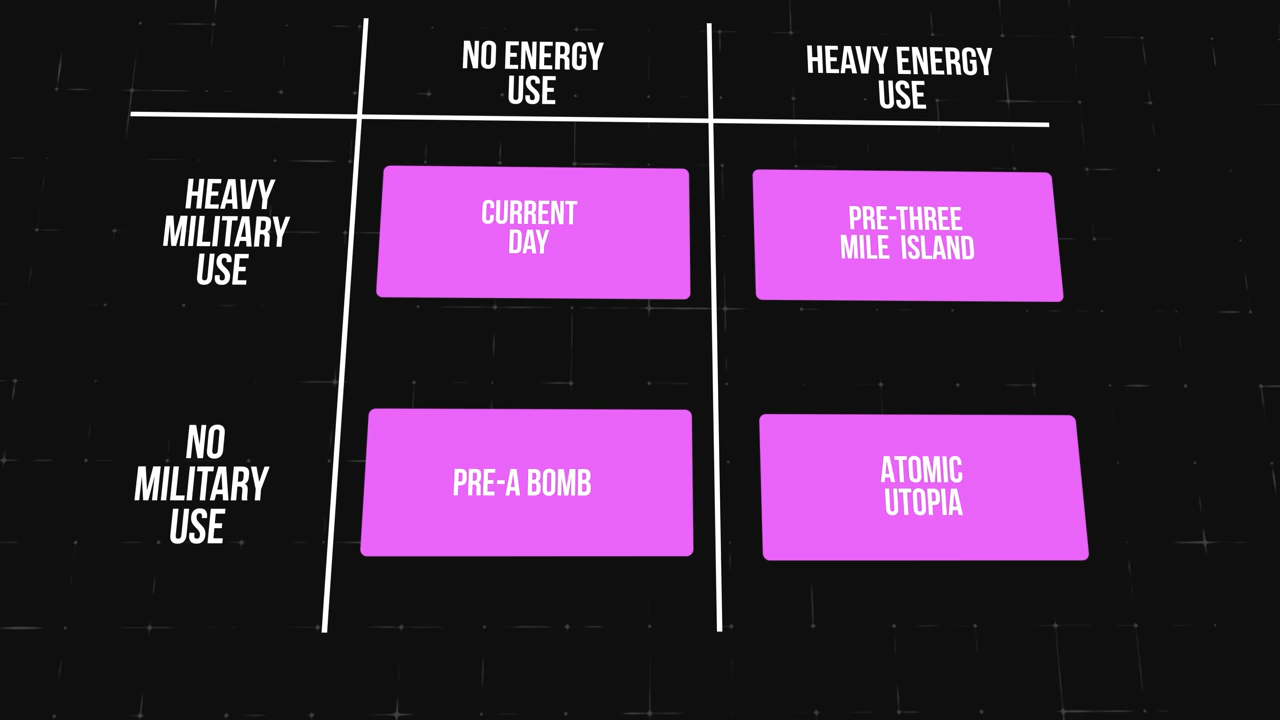 NO ENERGY
USE
HEAVY ENERGY
USE
HEAVY
MILITARY
USE
CURRENT
DAY
PRE-THREE
MILE ISLAND
NO
MILITARY
USE
PRE-A BOMB
ATOMIC
UTOPIA